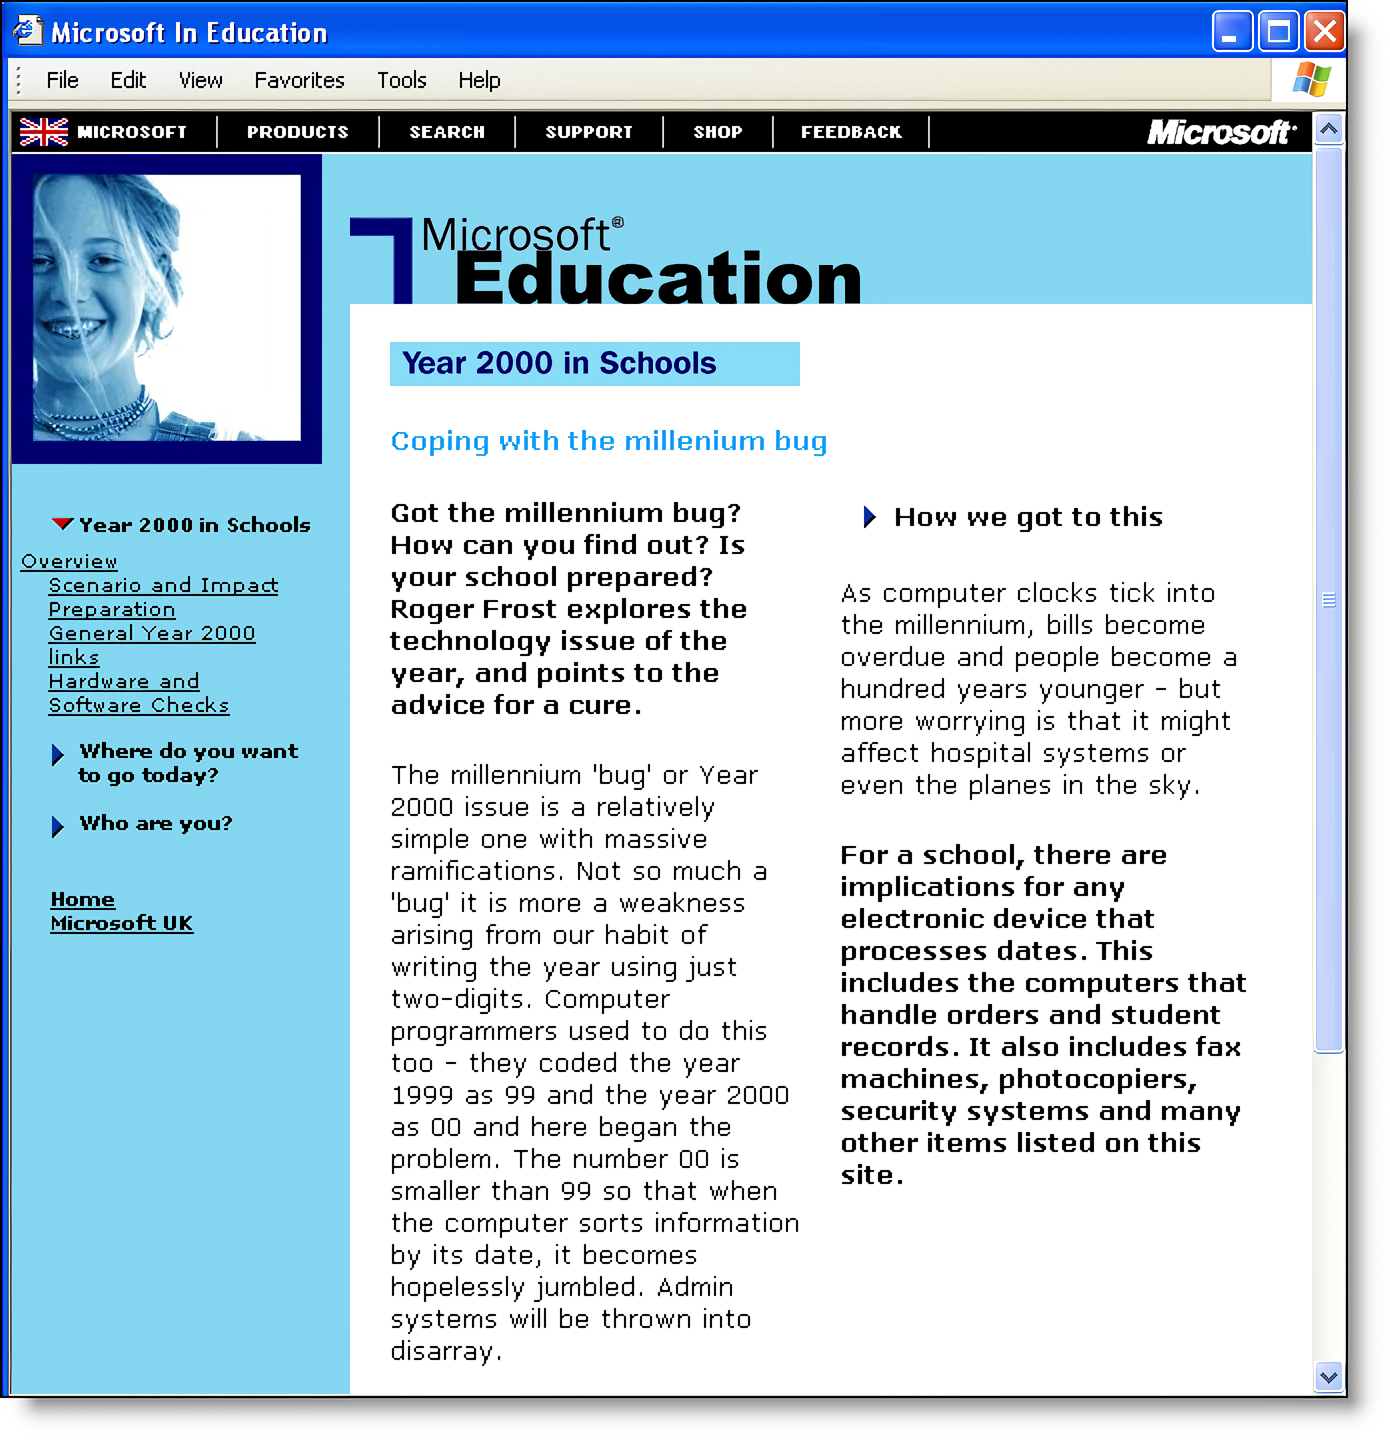 Microsoft In Education
File Edit View Favorites Tools Help
MICROSOFT PRODUCTS SEARCH SUPPORT SHOP FEEDBACK Microsoft
Microsoft®
Education
Year 2000 in Schools
Coping with the millenium bug
Year 2000 in Schools
Overview
Scenario and Impact
Preparation
General Year 2000
links
Hardware and
Software Checks
Where do you want
to go today?
Who are you?
Home
Microsoft UK
Got the millennium bug?
How can you find out? Is
your school prepared?
Roger Frost explores the
technology issue of the
year, and points to the
advice for a cure.
The millennium 'bug' or Year
2000 issue is a relatively
simple one with massive
ramifications. Not so much a
'bug' it is more a weakness
arising from our habit of
writing the year using just
two-digits. Computer
programmers used to do this
too - they coded the year
1999 as 99 and the year 2000
as 00 and here began the
problem. The number 00 is
smaller than 99 so that when
the computer sorts information
by its date, it becomes
hopelessly jumbled. Admin
systems will be thrown into
disarray.
How we got to this
As computer clocks tick into
the millennium, bills become
overdue and people become a
hundred years younger - but
more worrying is that it might
affect hospital systems or
even the planes in the sky.
For a school, there are
implications for any
electronic device that
processes dates. This
includes the computers that
handle orders and student
records. It also includes fax
machines, photocopiers,
security systems and many
other items listed on this
site.